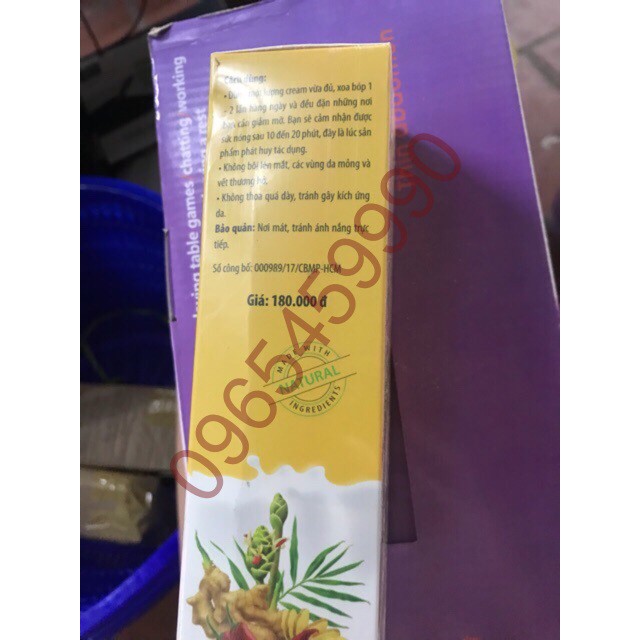 Cách dùng:
lượng cream vừa đủ, xoa bóp 1
- 2 lần hàng ngày và đều đặn những nơi
bạn cần giảm mỡ. Bạn sẽ cảm nhận được
sức nóng sau 10 đến 20 phút, đây là lúc sản
phẩm phát huy tác dụng.
• Không bôi lên mắt, các vùng da mỏng và
vết thương hở.
• Không thoa quá dày, tránh gây kích ứng
da.
Bảo quản: Nơi mát, tránh ánh nắng trực
tiếp.
Số công bố: 000989/17/CBMP-HCM
Giá: 180.000 đ
MADE WITH
NATURAL
INGREDIENTS
table games chatting working
0965459990